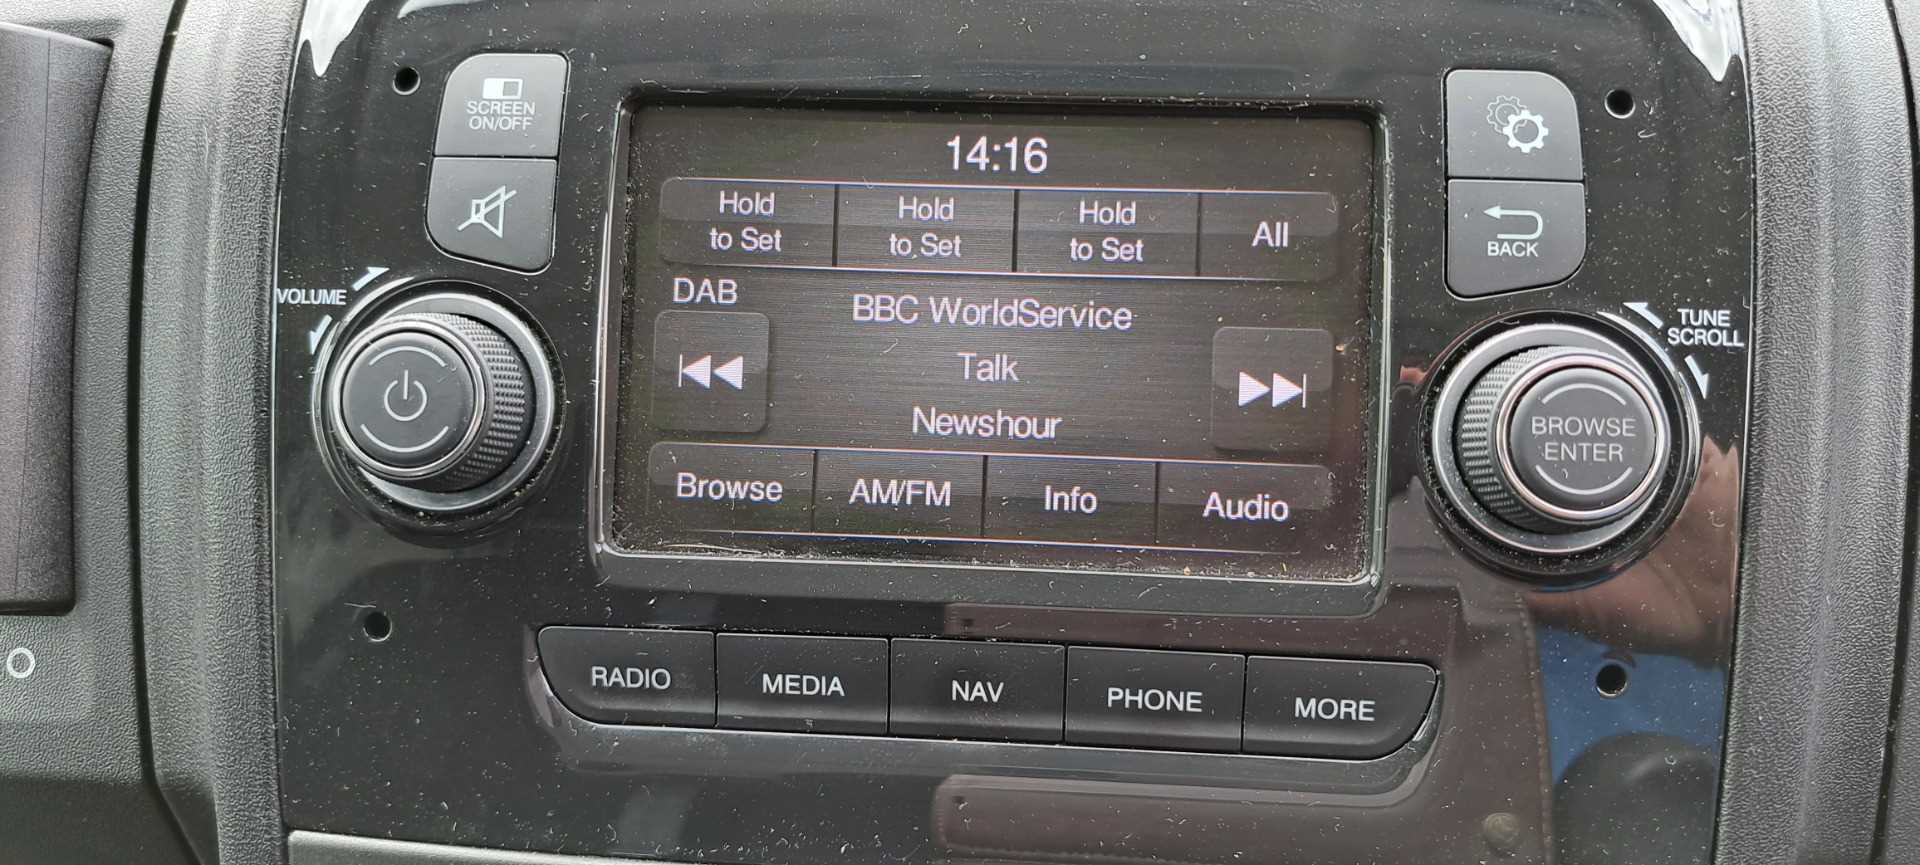 SCREEN
ON/OFF
VOLUME
14:16
Hold
to Set
Hold
to Set
Hold
to Set
All
DAB
BBC WorldService
Talk
Newshour
Browse
AM/FM
Info
Audio
BACK
TUNE
SCROLL
BROWSE
ENTER
RADIO
MEDIA
NAV
PHONE
MORE